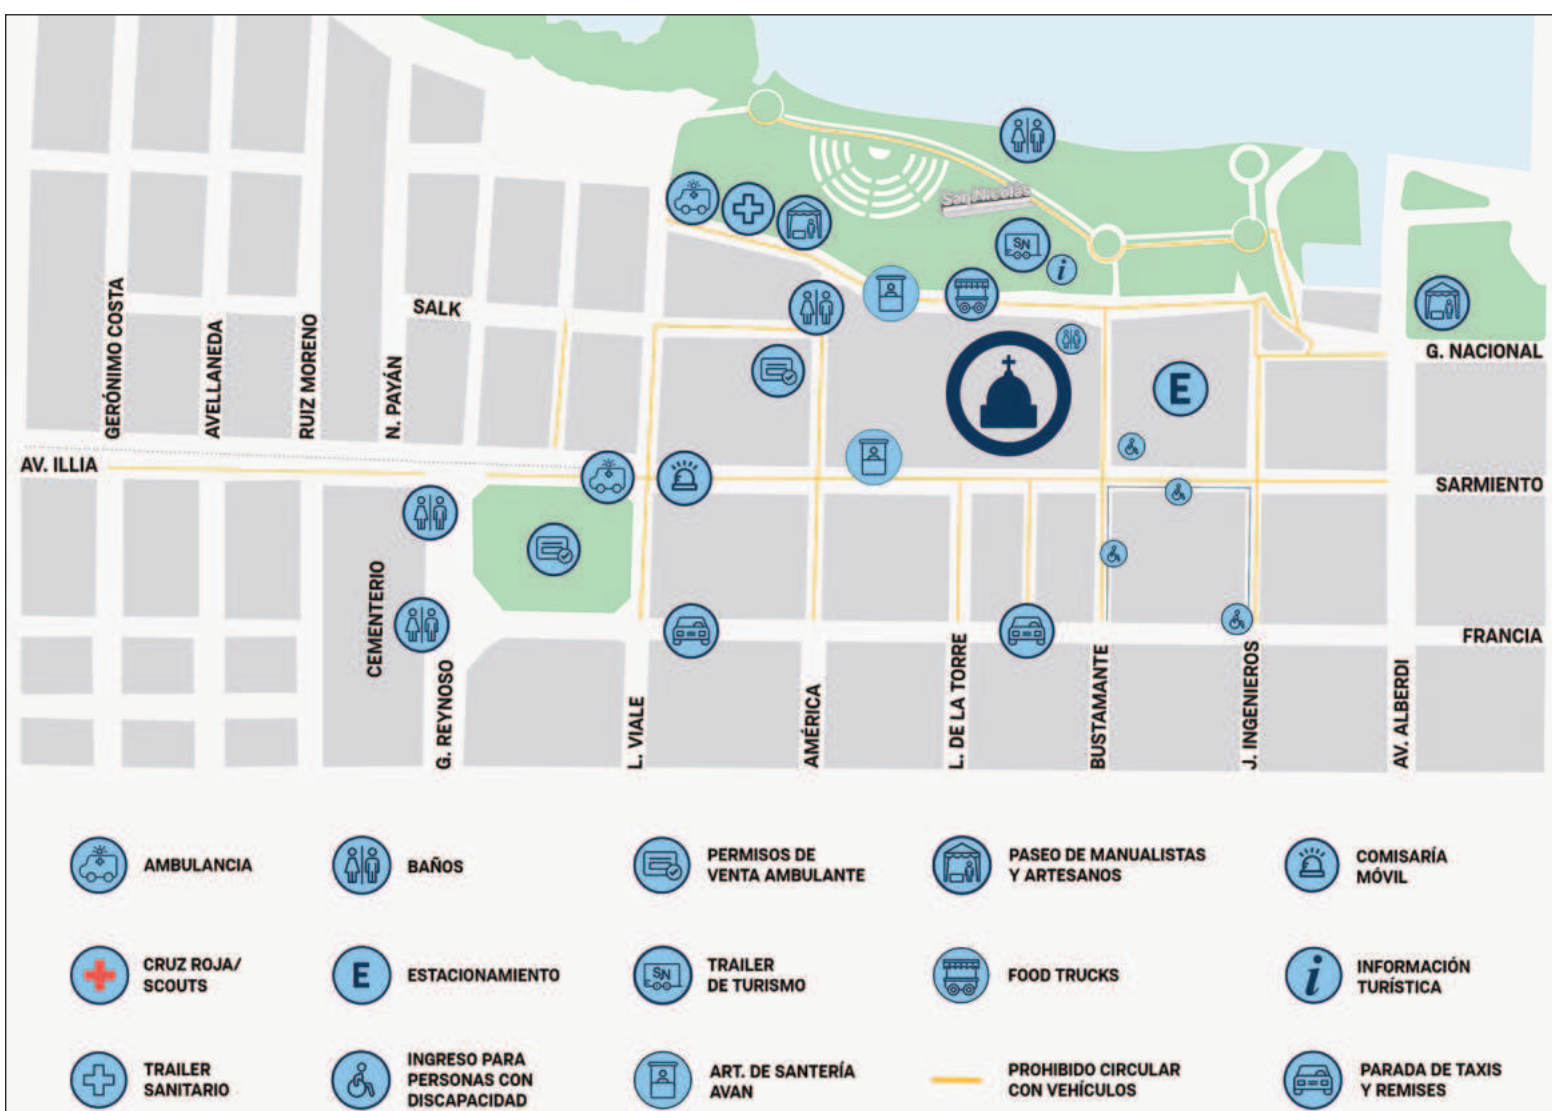 San Nicolás
SN
i
SALK
GERÓNIMO COSTA
AVELLANEDA
RUIZ MORENO
N. PAYÁN
G. NACIONAL
E
AV. ILLIA
SARMIENTO
CEMENTERIO
FRANCIA
G. REYNOSO
L. VIALE
AMÉRICA
L. DE LA TORRE
BUSTAMANTE
J. INGENIEROS
AV. ALBERDI
AMBULANCIA
BAÑOS
PERMISOS DE
VENTA AMBULANTE
PASEO DE MANUALISTAS
Y ARTESANOS
COMISARÍA
MÓVIL
CRUZ ROJA/
SCOUTS
E
ESTACIONAMIENTO
SN
TRAILER
DE TURISMO
FOOD TRUCKS
i
INFORMACIÓN
TURÍSTICA
TRAILER
SANITARIO
INGRESO PARA
PERSONAS CON
DISCAPACIDAD
ART. DE SANTERÍA
AVAN
PROHIBIDO CIRCULAR
CON VEHÍCULOS
PARADA DE TAXIS
Y REMISES